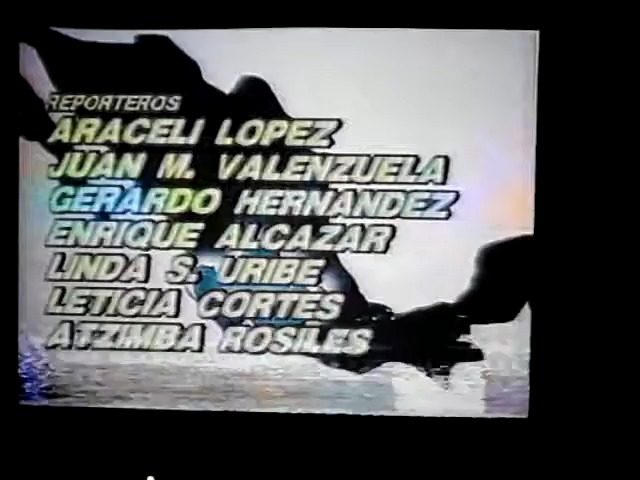 REPORTEROS
ARACELI LOPEZ
JUAN M. VALENZUELA
GERARDO HERNANDEZ
ENRIQUE ALCAZAR
LINDA S. URIBE
LETICIA CORTES
ATZIMBA ROSILES